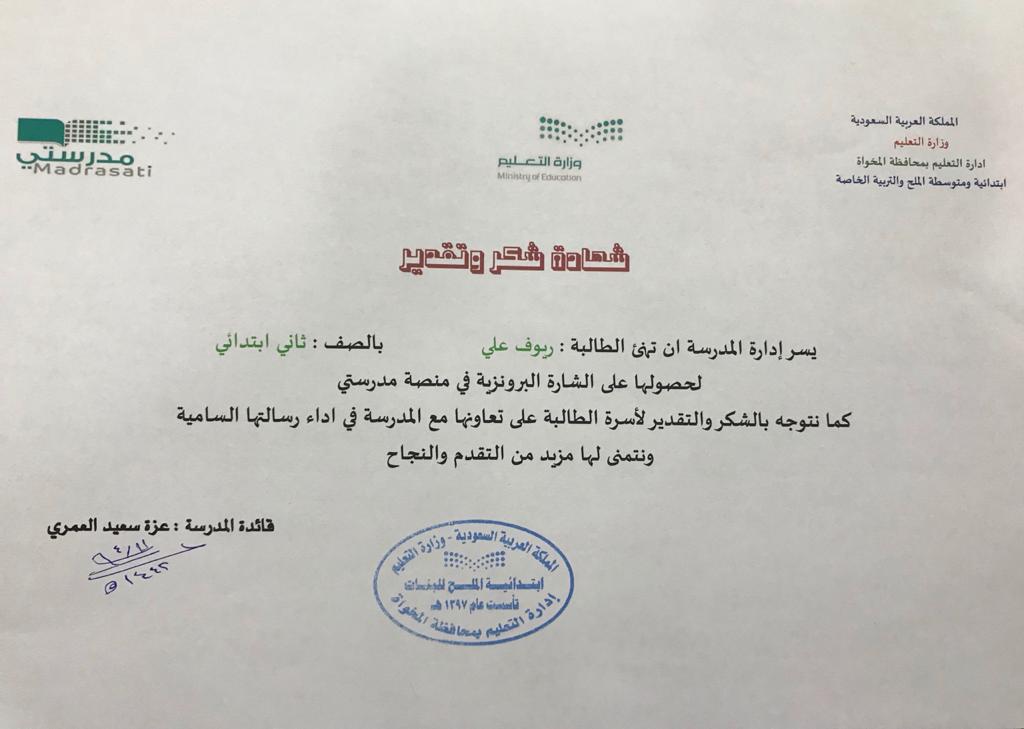 المملكة العربية السعودية
وزارة التعليم
ادارة التعليم بمحافظة المخواة
ابتدائية ومتوسطة الملح والتربية الخاصة
وزارة التعـليم
Ministry of Education
مدرستي
Madrasati
شهادة شكر وتقدير
يسر إدارة المدرسة ان تهنئ الطالبة : ريوف علي بالصف : ثاني ابتدائي
لحصولها على الشارة البرونزية في منصة مدرستي
كما نتوجه بالشكر والتقدير لأسرة الطالبة على تعاونها مع المدرسة في اداء رسالتها السامية
ونتمنى لها مزيد من التقدم والنجاح
قائدة المدرسة : عزة سعيد العمري
١٤٤٢ه
المملكة العربية السعودية - وزارة التعليم
ابتدائية الملح للبنات
تأسست عام ١٣٩٧ هـ
إدارة التعليم بمحافظة المخواة